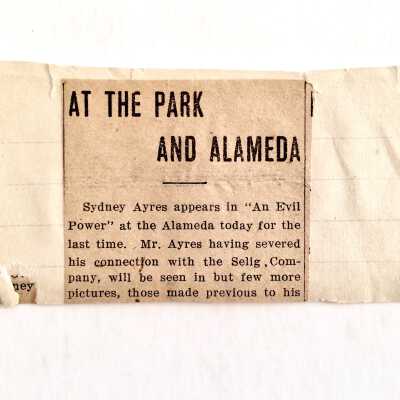 AT THE PARK
AND ALAMEDA
Sydney Ayres appears in "An Evil
Power" at the Alameda today for the
last time. Mr. Ayres having severed
his connection with the Selig Com-
pany, will be seen in but few more
pictures, those made previous to his
ney